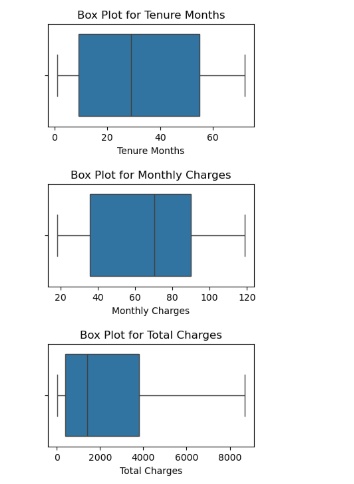 Box Plot for Tenure Months
0 20 40 60
Tenure Months
Box Plot for Monthly Charges
20 40 60 80 100 120
Monthly Charges
Box Plot for Total Charges
0 2000 4000 6000 8000
Total Charges